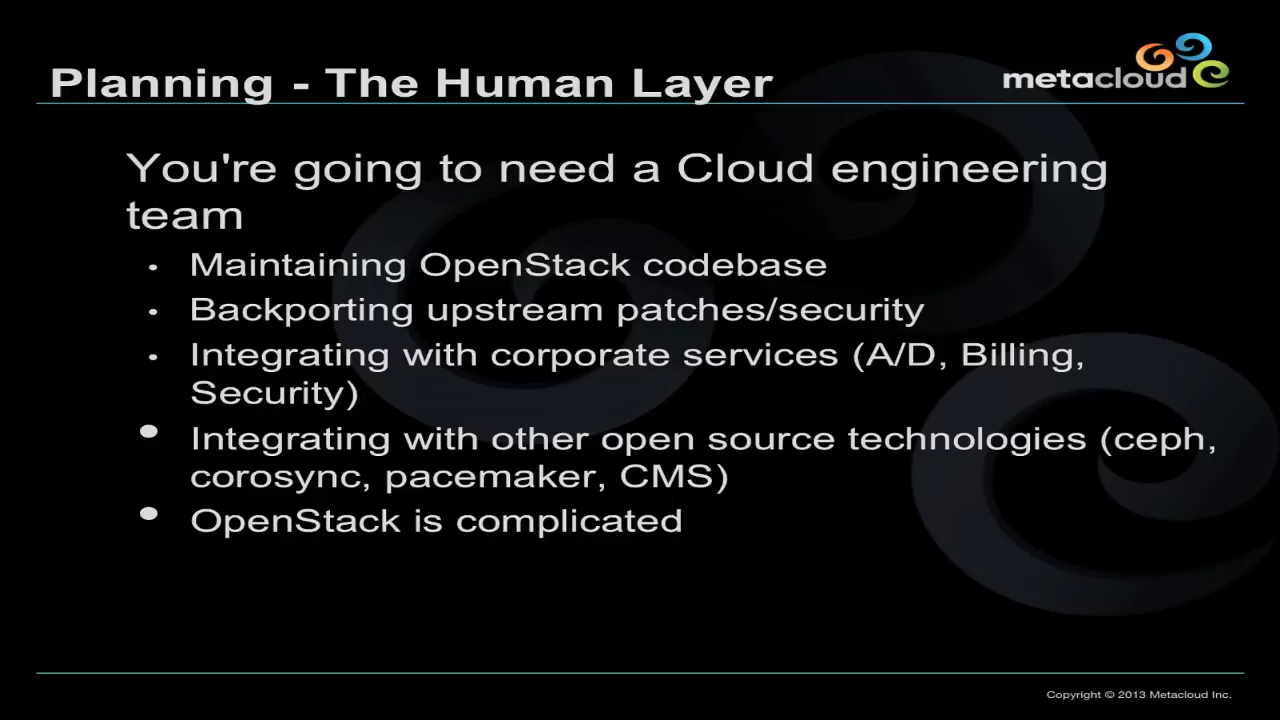 Planning - The Human Layer
metacloud
You're going to need a Cloud engineering
team
• Maintaining OpenStack codebase
• Backporting upstream patches/security
• Integrating with corporate services (A/D, Billing,
Security)
• Integrating with other open source technologies (ceph,
corosync, pacemaker, CMS)
• OpenStack is complicated
Copyright © 2013 Metacloud Inc.